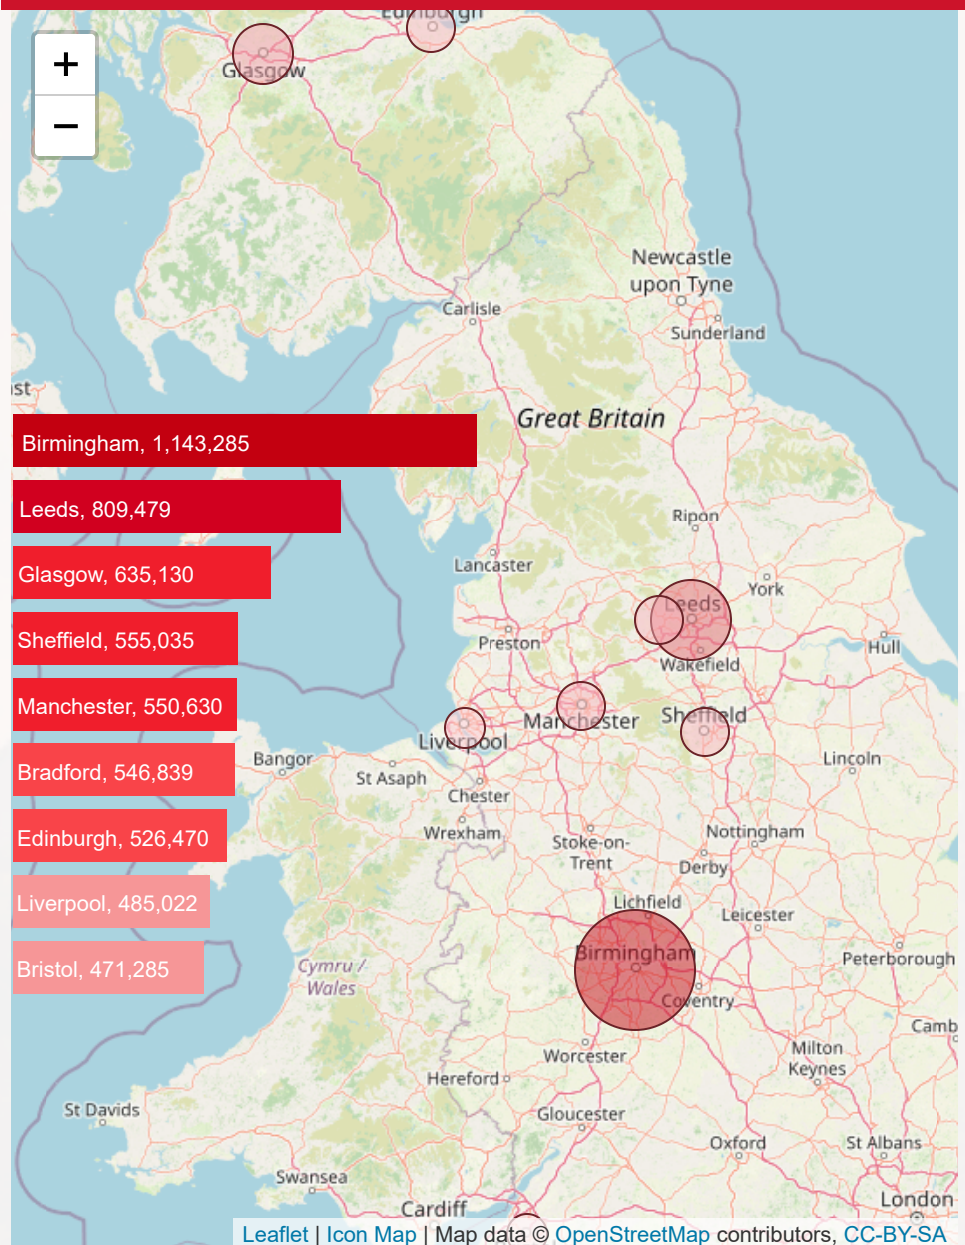 Edinburgh
+
Glasgow
−
Newcastle
upon Tyne
Carlisle
Sunderland
ast
Great Britain
Birmingham, 1,143,285
Leeds, 809,479
Ripon
Lancaster
Glasgow, 635,130
York
Leeds
Preston
Sheffield, 555,035
Hull
Wakefield
Manchester, 550,630
Manchester
Sheffield
Liverpool
Bangor
Lincoln
Bradford, 546,839
St Asaph
Chester
Wrexham
Nottingham
Edinburgh, 526,470
Stoke-on-
Trent
Derby
Liverpool, 485,022
Lichfield
Leicester
Birmingham
Peterborough
Bristol, 471,285
Cymru /
Wales
Coventry
Camb
Worcester
Milton
Keynes
Hereford
St Davids
Gloucester
Oxford
St Albans
Swansea
London
Cardiff
Leaflet | Icon Map | Map data © OpenStreetMap contributors, CC-BY-SA